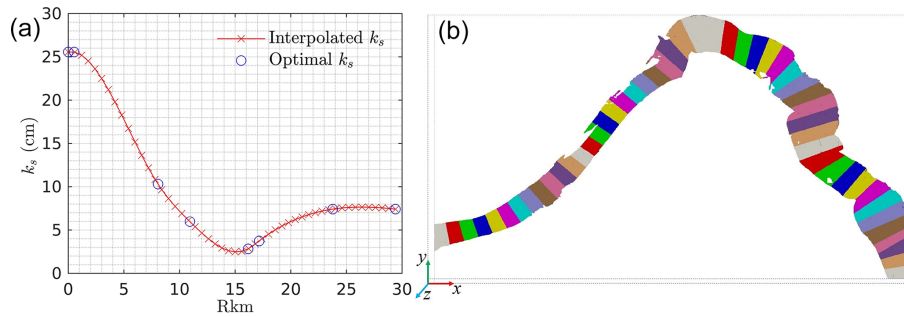 (a)
Interpolated k_s
Optimal k_s
30
25
20
15
10
5
0
k_s (cm)
0 5 10 15 20 25 30
Rkm
(b)
y
z x